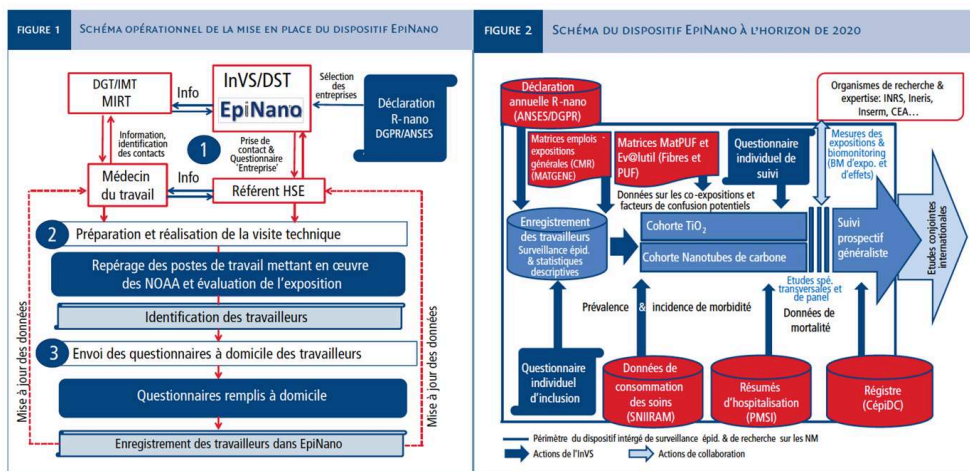 FIGURE 1 SCHÉMA OPÉRATIONNEL DE LA MISE EN PLACE DU DISPOSITIF EPINANO
DGT/IMT
MIRT
Info
InVS/DST
EpiNano
Sélection
des
entreprises
Déclaration
R-nano
DGPR/ANSES
Information,
identification
des contacts
1
Prise de
contact &
Questionnaire
'Entreprise'
Médecin
du travail
Info
Référent HSE
2 Préparation et réalisation de la visite technique
Repérage des postes de travail mettant en œuvre
des NOAA et évaluation de l'exposition
Identification des travailleurs
3 Envoi des questionnaires à domicile des travailleurs
Questionnaires remplis à domicile
Enregistrement des travailleurs dans EpiNano
Mise à jour des données
Mise à jour des données
FIGURE 2 SCHÉMA DU DISPOSITIF EPINANO À L'HORIZON DE 2020
Déclaration
annuelle R-nano
(ANSES/DGPR)
Matrices emplois -
expositions
générales (CMR)
(MATGENE)
Matrices MatPUF et
Ev@lutil (Fibres et
PUF)
Questionnaire
individuel de
suivi
Organismes de recherche &
expertise: INRS, Ineris,
Inserm, CEA...
Mesures des
expositions &
biomonitoring
(BM d'expo. et
d'effets)
Données sur les co-expositions et
facteurs de confusion potentiels
Enregistrement
des travailleurs
Surveillance épid.
& statistiques
descriptives
Cohorte TiO2
Cohorte Nanotubes de carbone
Suivi
prospectif
généraliste
Etudes conjointes
internationales
Etudes spé.
transversales et
de panel
Prévalence & incidence de morbidité
Données de
mortalité
Questionnaire
individuel
d'inclusion
Données de
consommation
des soins
(SNIIRAM)
Résumés
d'hospitalisation
(PMSI)
Régistre
(CépiDC)
Périmètre du dispositif intérgé de surveillance épid. & de recherche sur les NM
Actions de l'InVS
Actions de collaboration